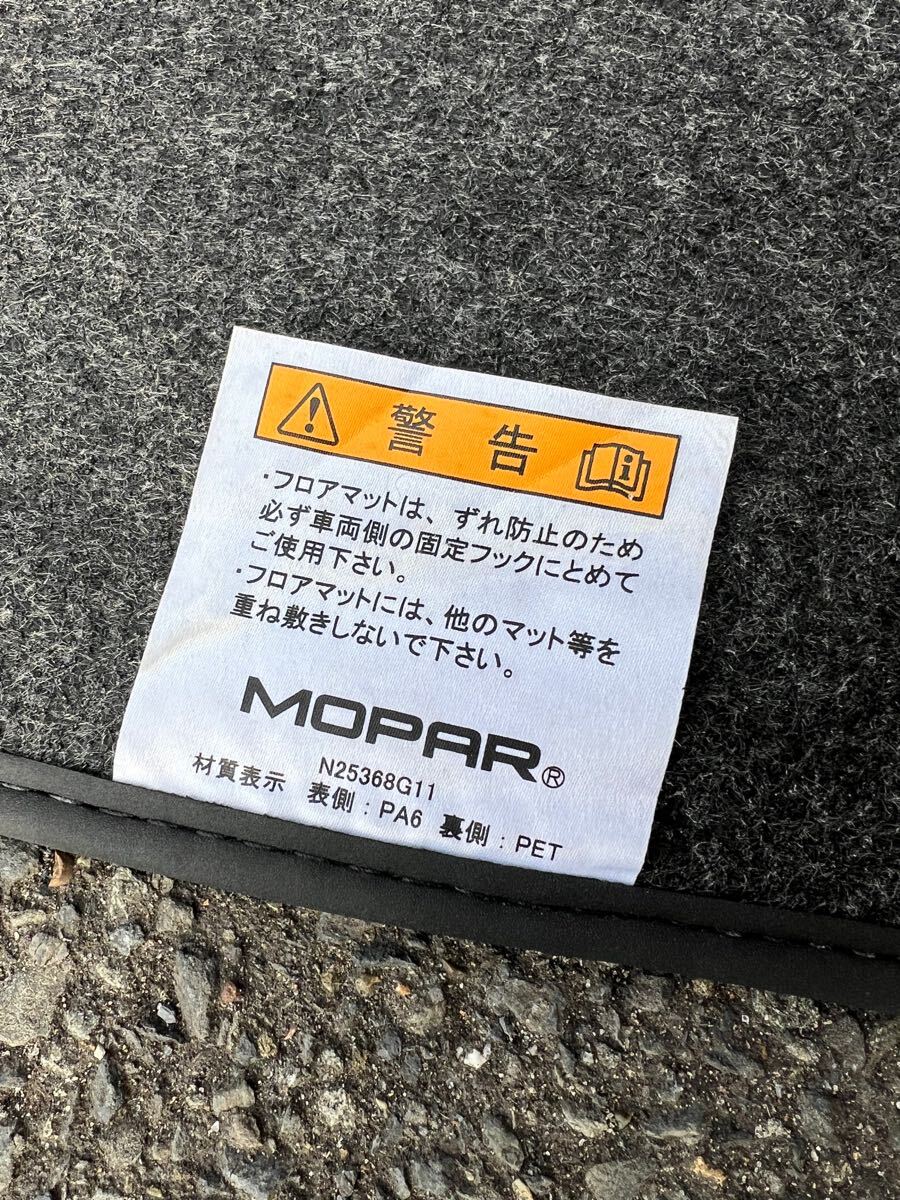 警告
・フロアマットは、ずれ防止のため
必ず車両側の固定フックにとめて
ご使用下さい。
・フロアマットには、他のマット等を
重ね敷きしないで下さい。
MOPAR®
N25368G11
材質表示 表側：PA6 裏側：PET